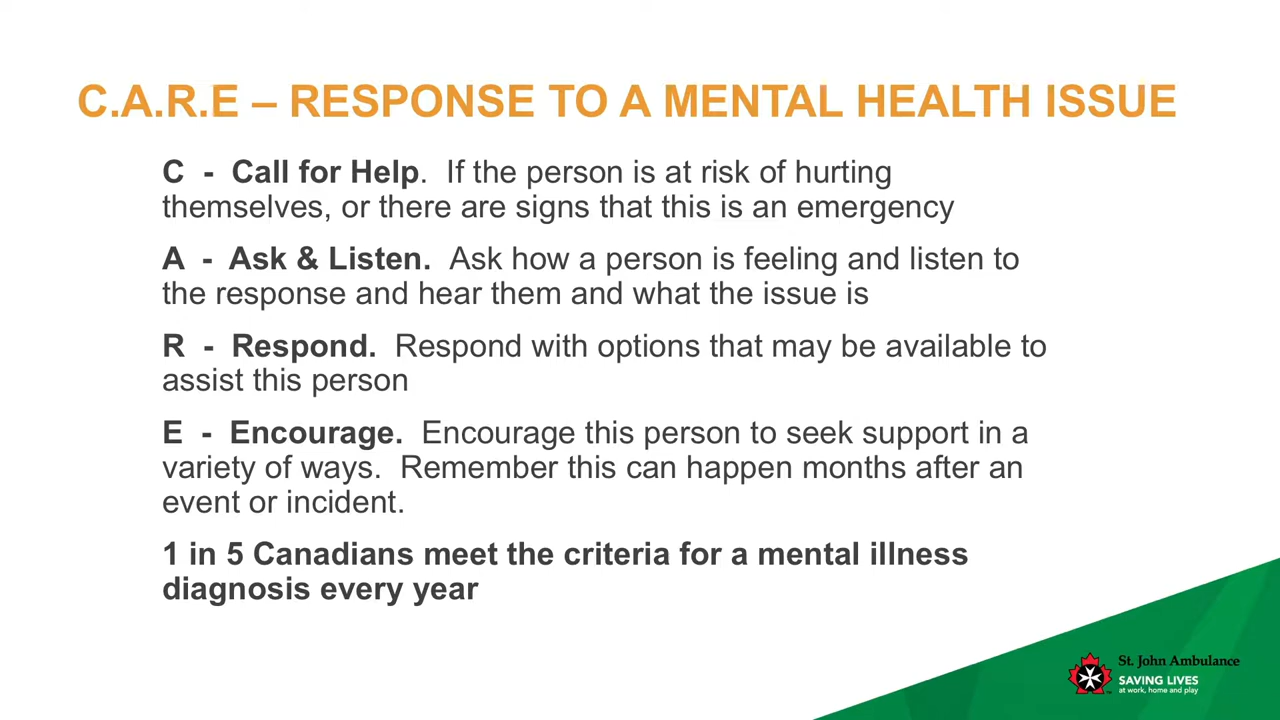 C.A.R.E – RESPONSE TO A MENTAL HEALTH ISSUE
C - Call for Help. If the person is at risk of hurting
themselves, or there are signs that this is an emergency
A - Ask & Listen. Ask how a person is feeling and listen to
the response and hear them and what the issue is
R - Respond. Respond with options that may be available to
assist this person
E - Encourage. Encourage this person to seek support in a
variety of ways. Remember this can happen months after an
event or incident.
1 in 5 Canadians meet the criteria for a mental illness
diagnosis every year
St. John Ambulance
SAVING LIVES
at work, home and play